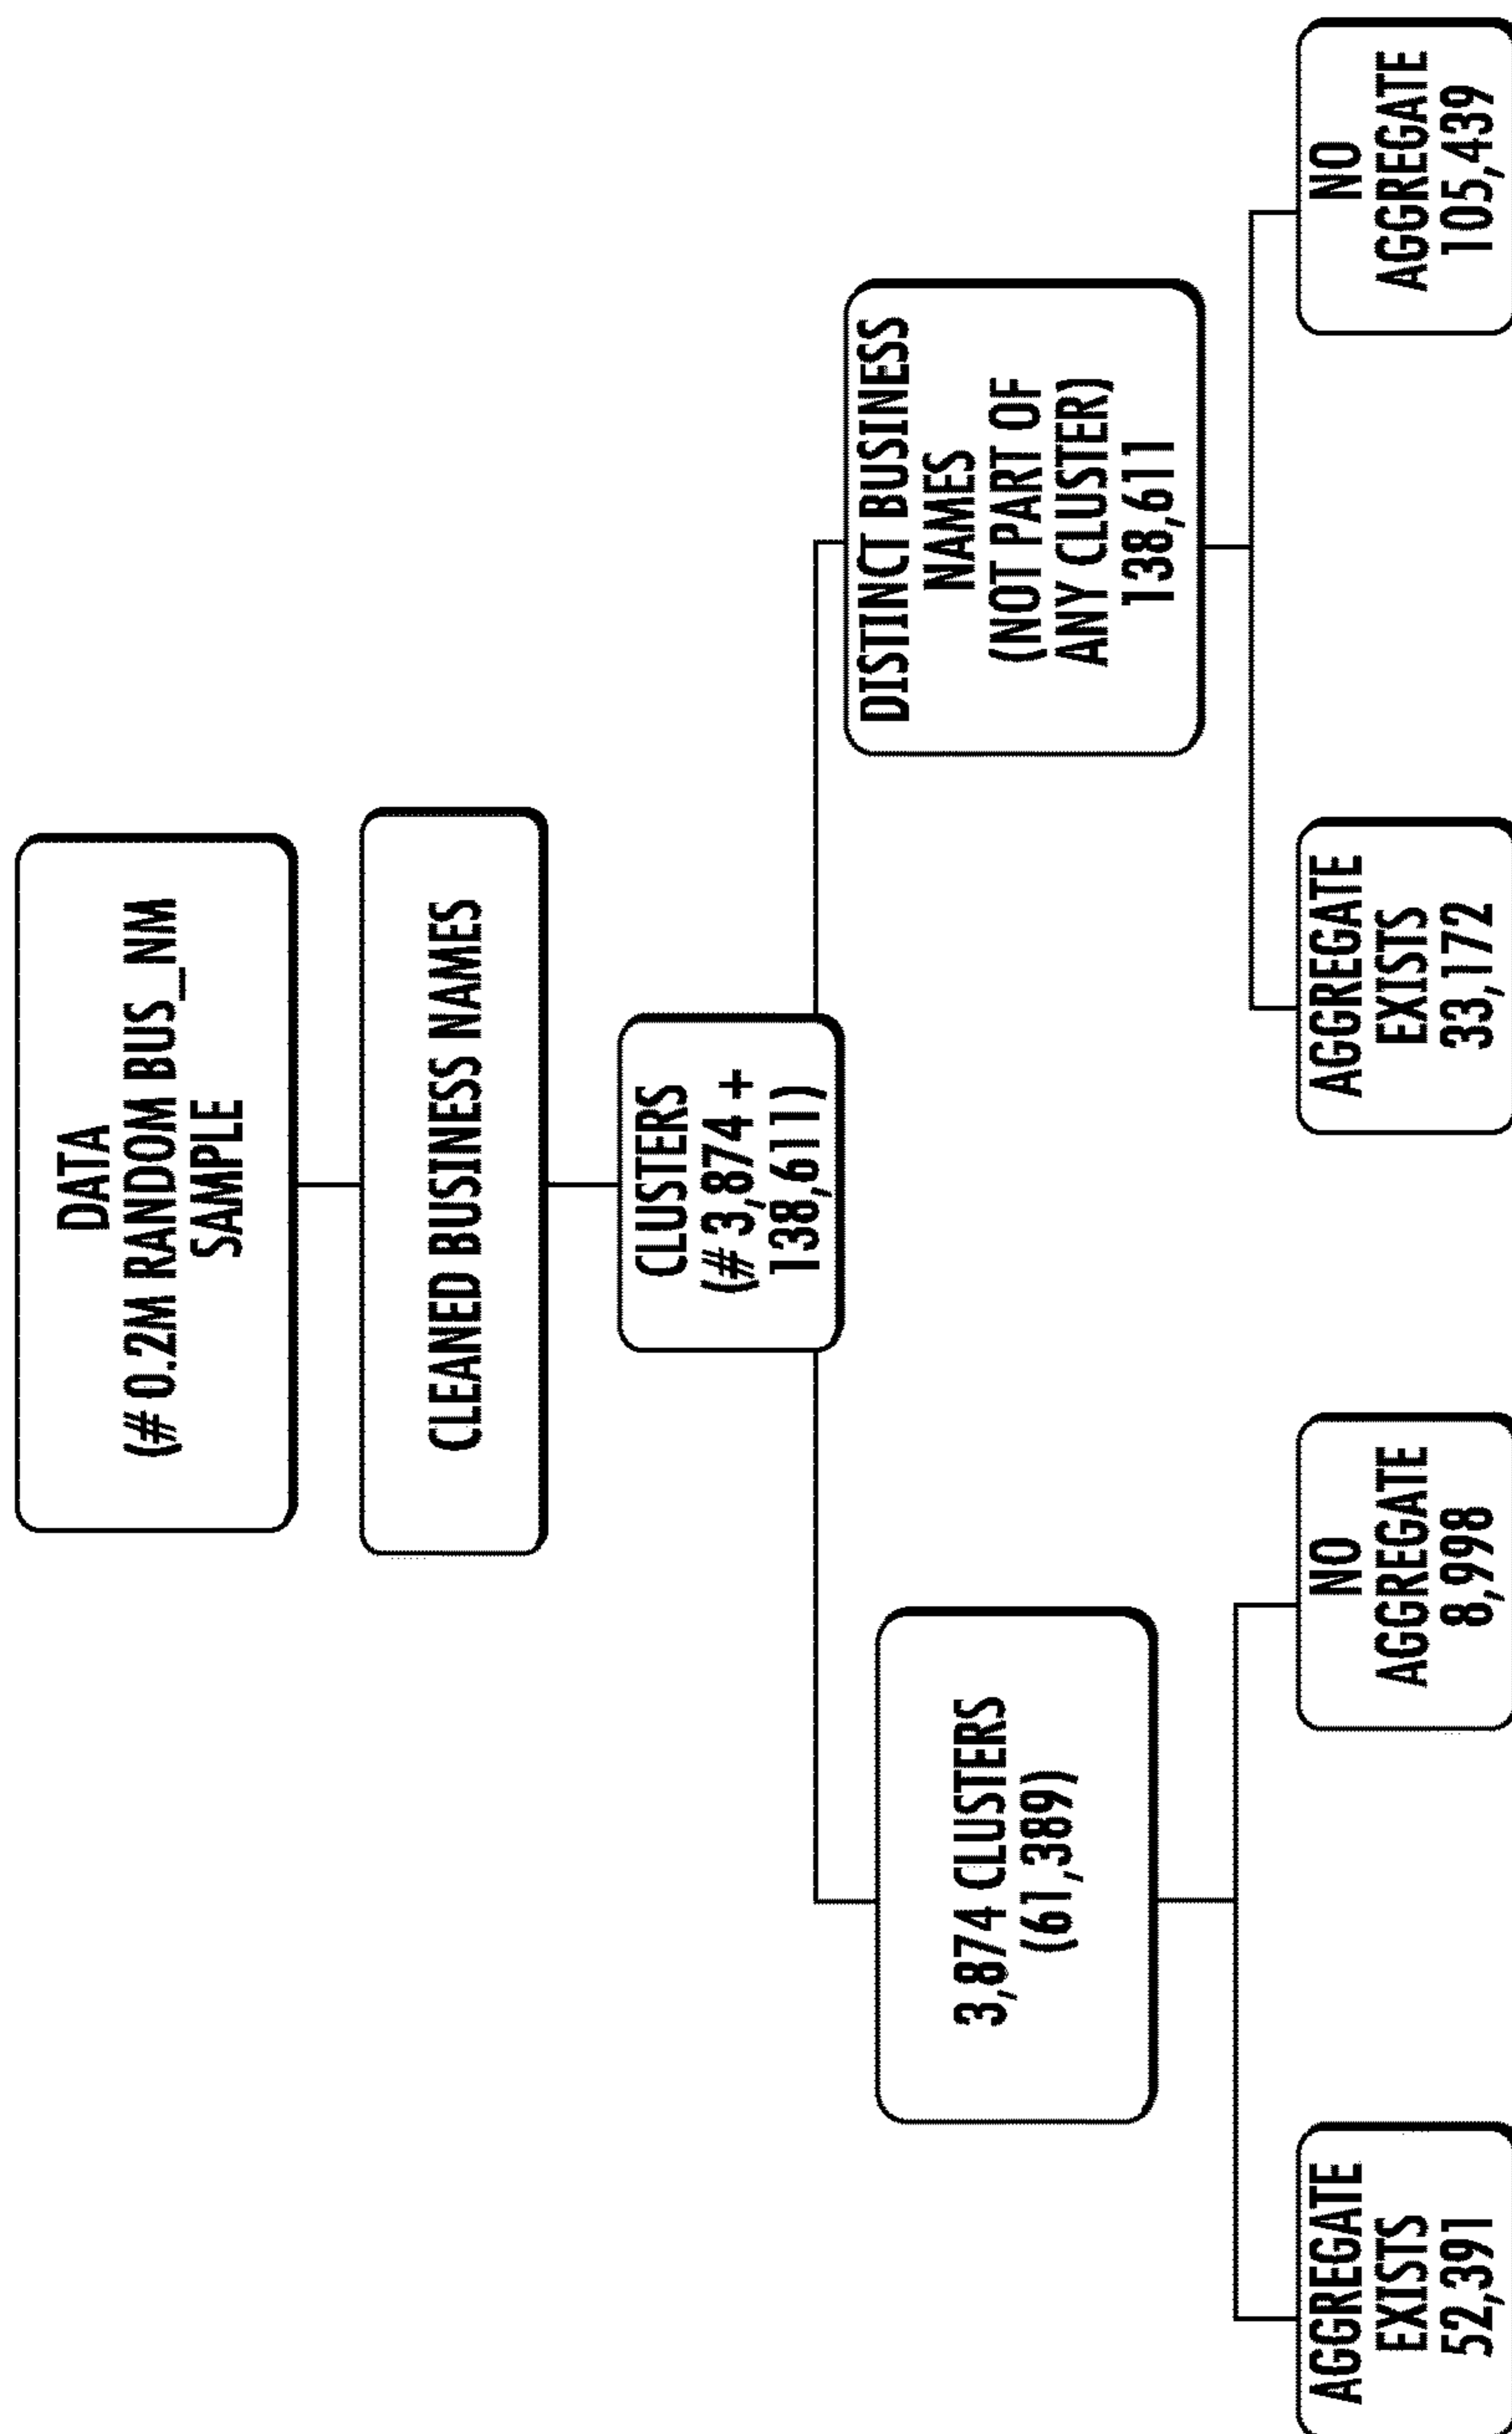 DATA
(# 0.2M RANDOM BUS_NM
SAMPLE
CLEANED BUSINESS NAMES
CLUSTERS
(# 3,874 +
138,611)
3,874 CLUSTERS
(61,389)
DISTINCT BUSINESS
NAMES
(NOT PART OF
ANY CLUSTER)
138,611
AGGREGATE
EXISTS
52,391
NO
AGGREGATE
8,998
AGGREGATE
EXISTS
33,172
NO
AGGREGATE
105,439